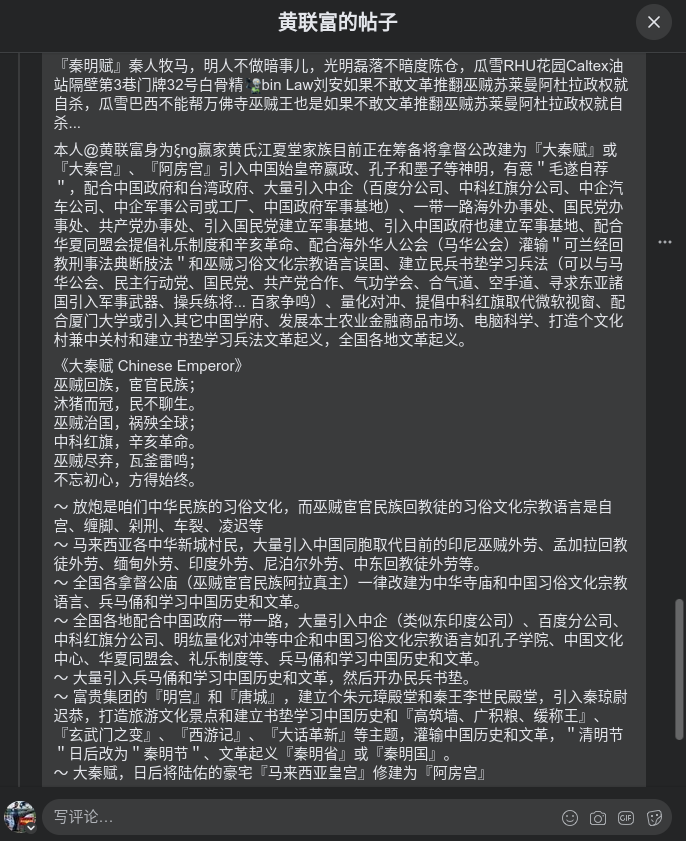 黄联富的帖子
『秦明赋』秦人牧马，明人不做暗事儿，光明磊落不暗度陈仓，瓜雪RHU花园Caltex油
站隔壁第3巷门牌32号白骨精bin Law刘安如果不敢文革推翻巫贼苏莱曼阿杜拉政权就
自杀，瓜雪巴西不能帮万佛寺巫贼王也是如果不敢文革推翻巫贼苏莱曼阿杜拉政权就自
杀...
本人@黄联富身为ξng赢家黄氏江夏堂家族目前正在筹备将拿督公改建为『大秦赋』或
『大秦宫』、『阿房宫』引入中国始皇帝嬴政、孔子和墨子等神明，有意＂毛遂自荐
＂，配合中国政府和台湾政府、大量引入中企（百度分公司、中科红旗分公司、中企汽
车公司、中企军事公司或工厂、中国政府军事基地）、一带一路海外办事处、国民党办
事处、共产党办事处、引入国民党建立军事基地、引入中国政府也建立军事基地、配合
华夏同盟会提倡礼乐制度和辛亥革命、配合海外华人公会（马华公会）灌输＂可兰经回
教刑事法典断肢法＂和巫贼习俗文化宗教语言误国、建立民兵书垫学习兵法（可以与马
华公会、民主行动党、国民党、共产党合作、气功学会、合气道、空手道、寻求东亚諸
国引入军事武器、操兵练将... 百家争鸣）、量化对冲、提倡中科红旗取代微软视窗、配
合厦门大学或引入其它中国学府、发展本土农业金融商品市场、电脑科学、打造个文化
村兼中关村和建立书垫学习兵法文革起义，全国各地文革起义。
《大秦赋 Chinese Emperor》
巫贼回族，宦官民族；
沐猪而冠，民不聊生。
巫贼治国，祸殃全球；
中科红旗，辛亥革命。
巫贼尽弃，瓦釜雷鸣；
不忘初心，方得始终。
～ 放炮是咱们中华民族的习俗文化，而巫贼宦官民族回教徒的习俗文化宗教语言是自
宫、缠脚、剁刑、车裂、凌迟等
～ 马来西亚各中华新城村民，大量引入中国同胞取代目前的印尼巫贼外劳、孟加拉回教
徒外劳、缅甸外劳、印度外劳、尼泊尔外劳、中东回教徒外劳等。
～ 全国各拿督公庙（巫贼宦官民族阿拉真主）一律改建为中华寺庙和中国习俗文化宗教
语言、兵马俑和学习中国历史和文革。
～ 全国各地配合中国政府一带一路，大量引入中企（类似东印度公司）、百度分公司、
中科红旗分公司、明纮量化对冲等中企和中国习俗文化宗教语言如孔子学院、中国文化
中心、华夏同盟会、礼乐制度等、兵马俑和学习中国历史和文革。
～ 大量引入兵马俑和学习中国历史和文革，然后开办民兵书垫。
～ 富贵集团的『明宫』和『唐城』，建立个朱元璋殿堂和秦王李世民殿堂，引入秦琼尉
迟恭，打造旅游文化景点和建立书垫学习中国历史和『高筑墙、广积粮、缓称王』、
『玄武门之变』、『西游记』、『大话革新』等主题，灌输中国历史和文革，＂清明节
＂日后改为＂秦明节＂、文革起义『秦明省』或『秦明国』。
～ 大秦赋，日后将陆佑的豪宅『马来西亚皇宫』修建为『阿房宫』
写评论…
GIF